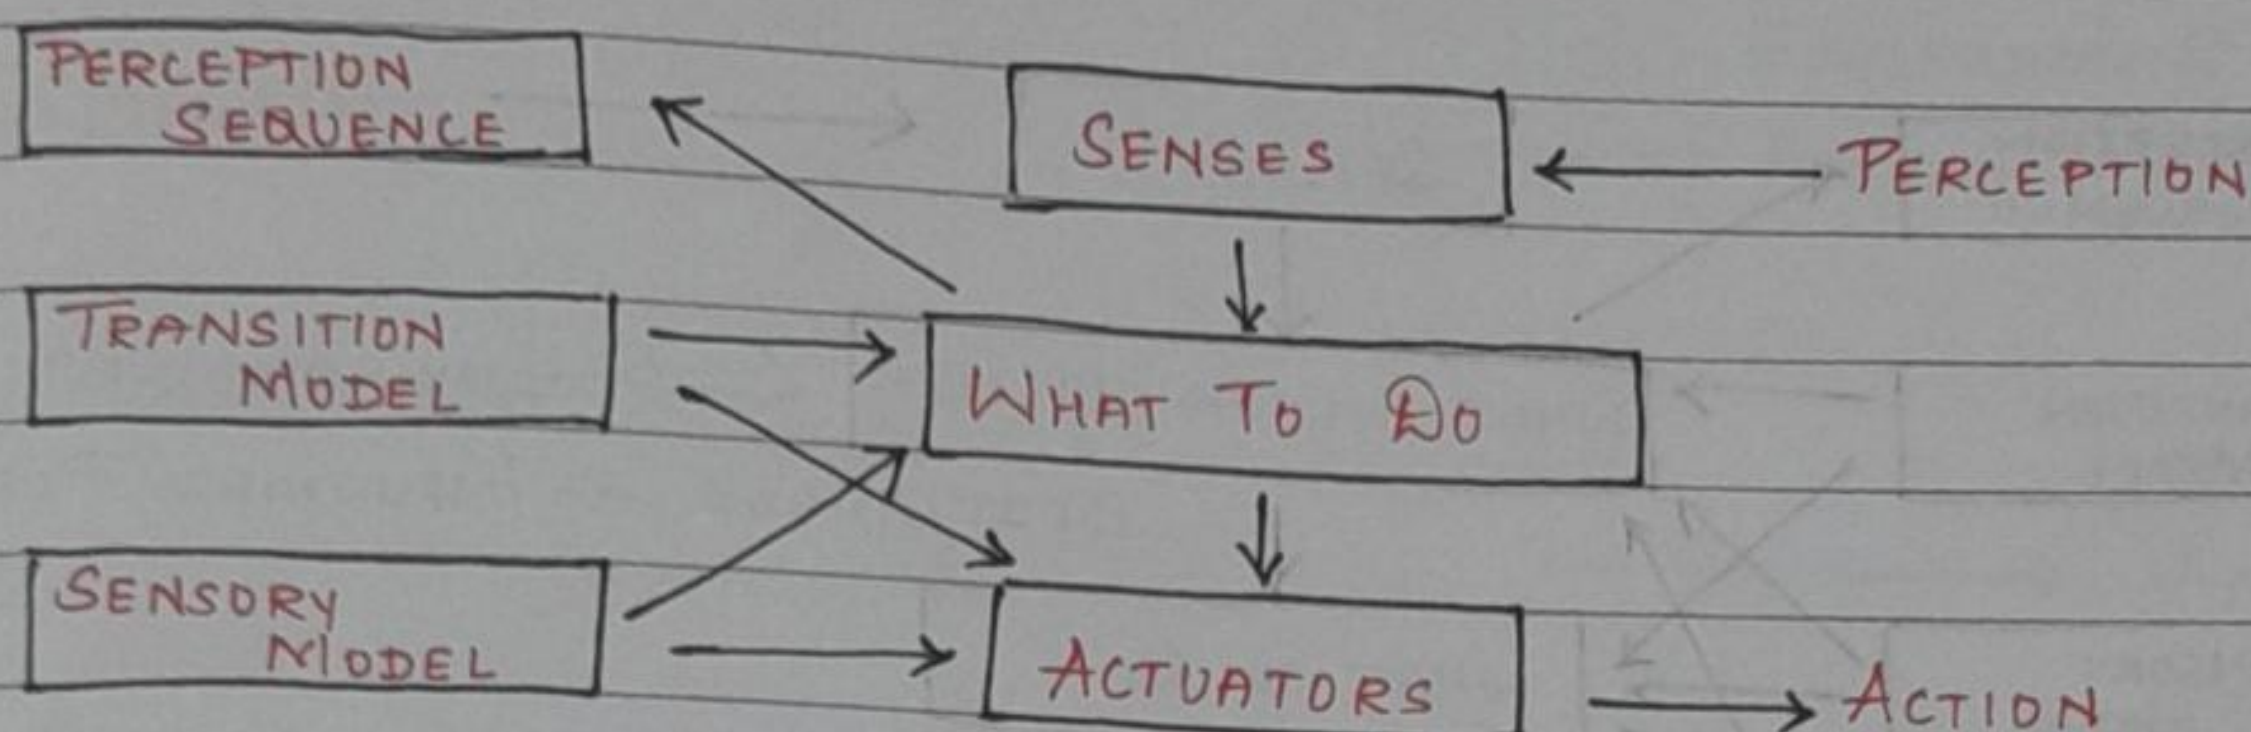 PERCEPTION
SEQUENCE
SENSES
PERCEPTION
TRANSITION
MODEL
WHAT TO DO
SENSORY
MODEL
ACTUATORS
ACTION